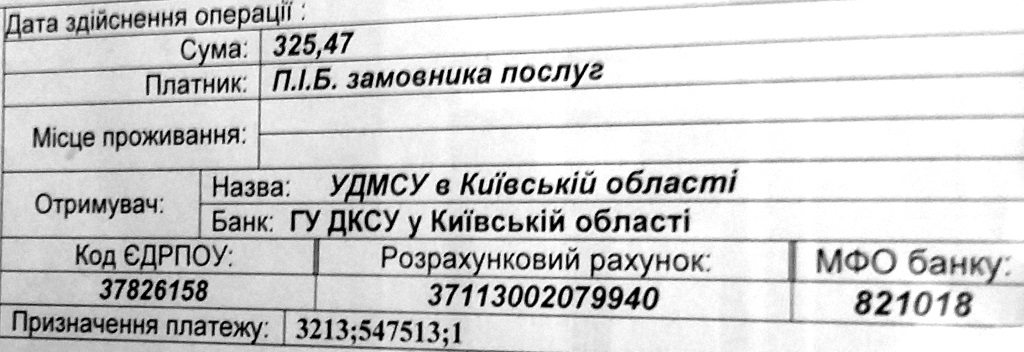 Дата здійснення операції :
Сума: 325,47
Платник: П.І.Б. замовника послуг
Місце проживання:
Отримувач:
Назва: УДМСУ в Київській області
Банк: ГУ ДКСУ у Київській області
Код ЄДРПОУ: Розрахунковий рахунок: МФО банку:
37826158 37113002079940 821018
Призначення платежу: 3213;547513;1